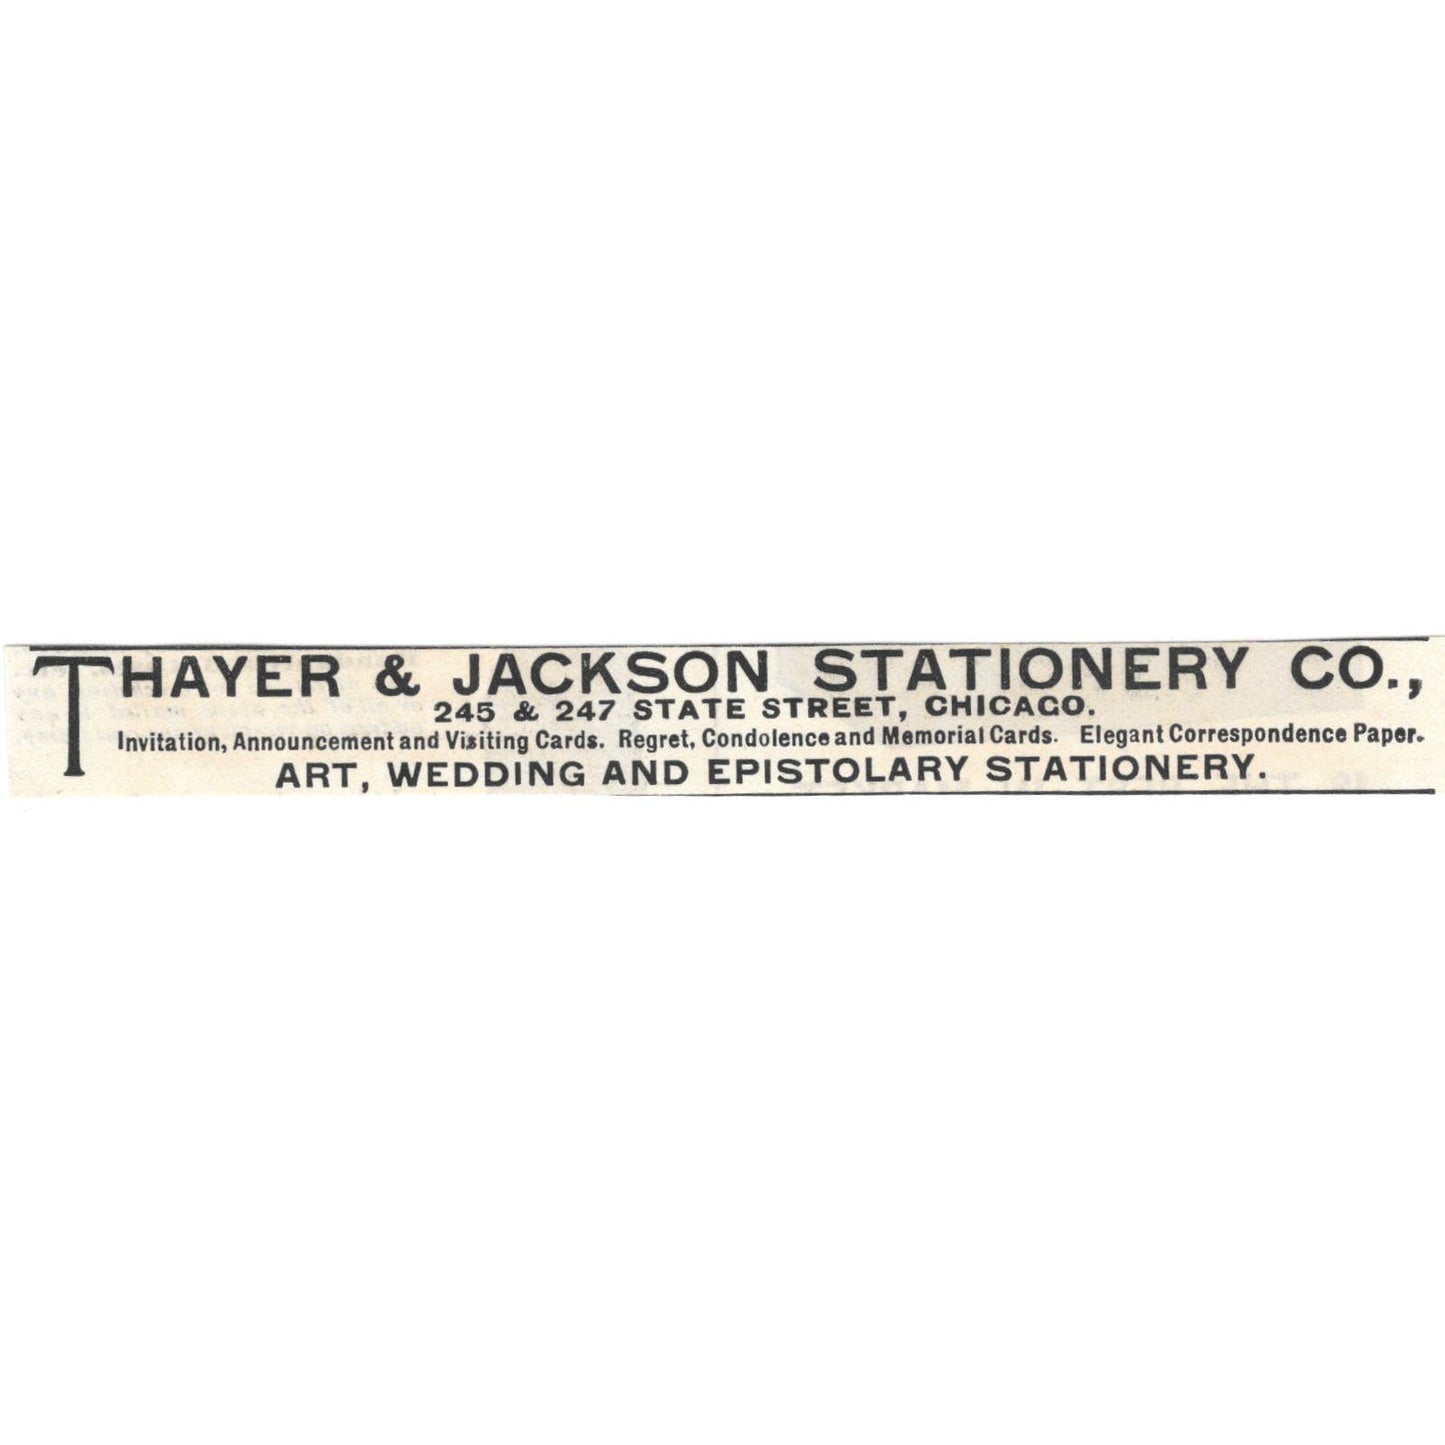 THAYER & JACKSON STATIONERY CO.,
245 & 247 STATE STREET, CHICAGO.
Invitation, Announcement and Visiting Cards. Regret, Condolence and Memorial Cards. Elegant Correspondence Paper.
ART, WEDDING AND EPISTOLARY STATIONERY.